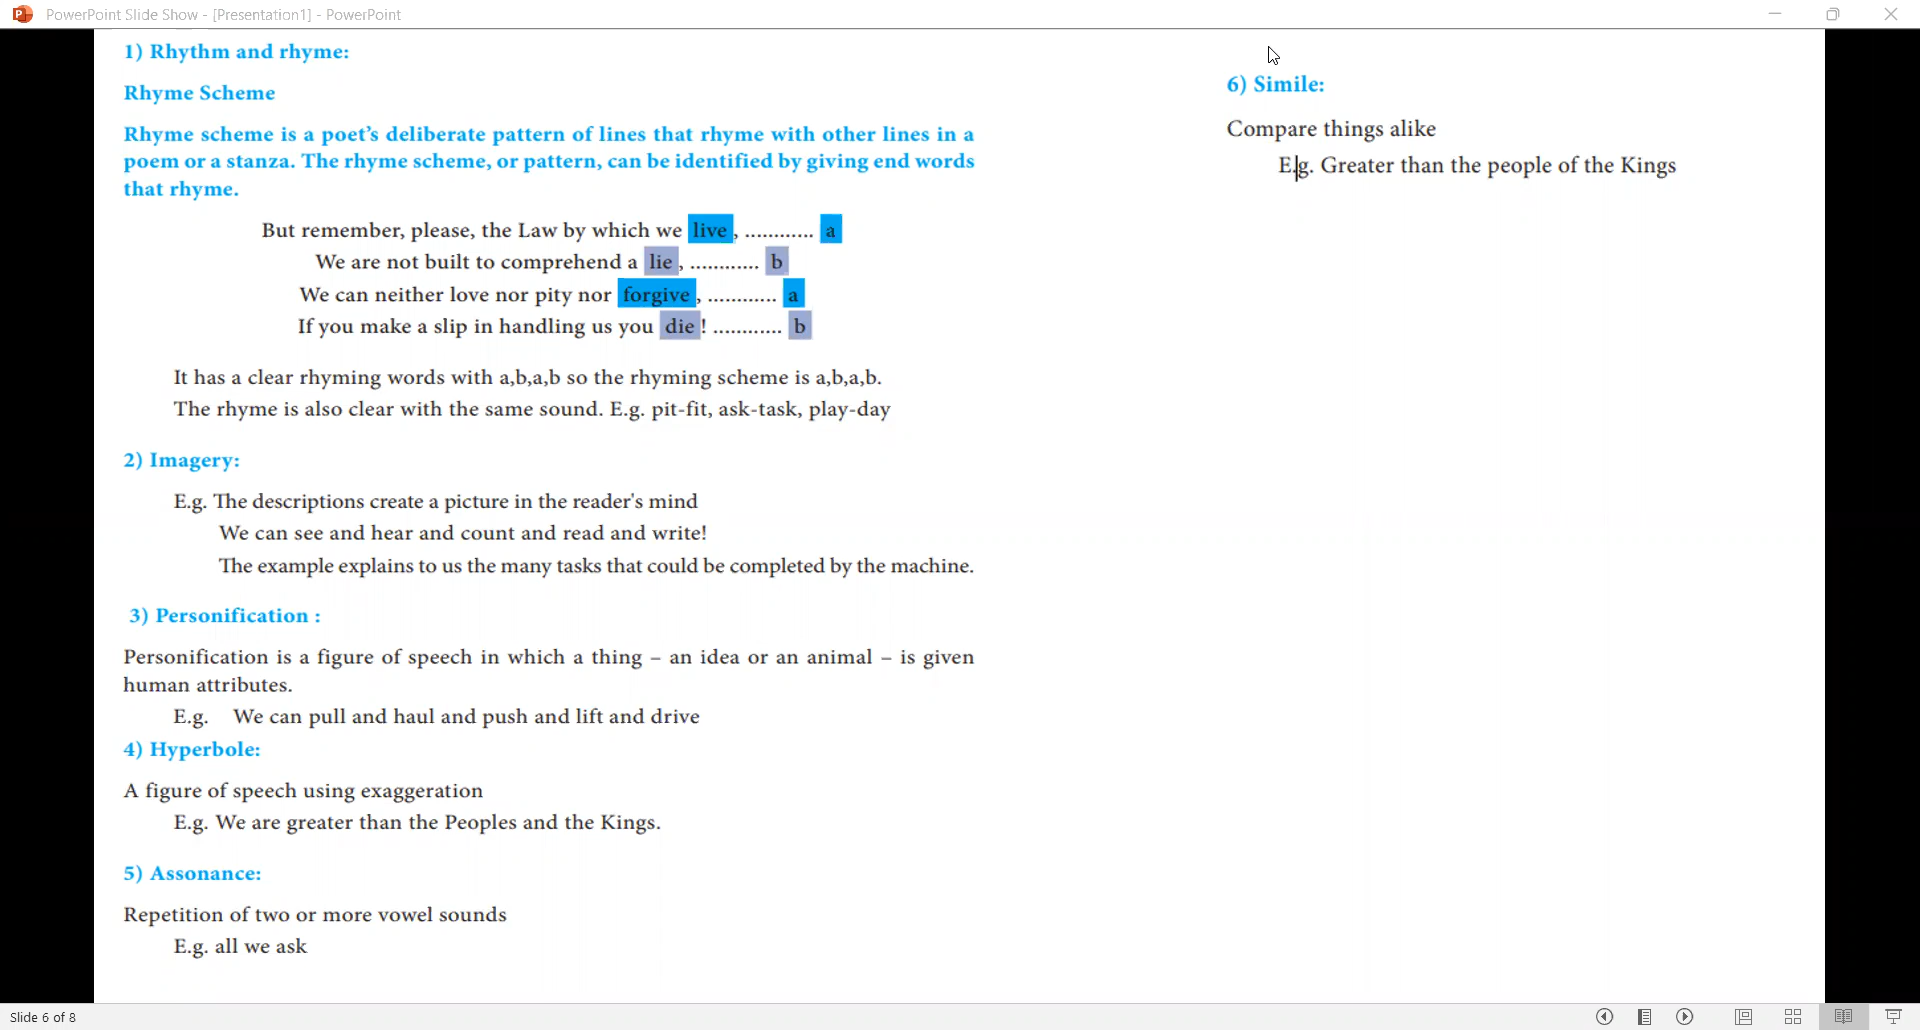 PowerPoint Slide Show - [Presentation1] - PowerPoint
1) Rhythm and rhyme:
Rhyme Scheme
Rhyme scheme is a poet’s deliberate pattern of lines that rhyme with other lines in a
poem or a stanza. The rhyme scheme, or pattern, can be identified by giving end words
that rhyme.
But remember, please, the Law by which we live , ............ a
We are not built to comprehend a lie , ............ b
We can neither love nor pity nor forgive , ............ a
If you make a slip in handling us you die ! ............ b
It has a clear rhyming words with a,b,a,b so the rhyming scheme is a,b,a,b.
The rhyme is also clear with the same sound. E.g. pit-fit, ask-task, play-day
2) Imagery:
E.g. The descriptions create a picture in the reader's mind
We can see and hear and count and read and write!
The example explains to us the many tasks that could be completed by the machine.
3) Personification :
Personification is a figure of speech in which a thing – an idea or an animal – is given
human attributes.
E.g. We can pull and haul and push and lift and drive
4) Hyperbole:
A figure of speech using exaggeration
E.g. We are greater than the Peoples and the Kings.
5) Assonance:
Repetition of two or more vowel sounds
E.g. all we ask
6) Simile:
Compare things alike
E.g. Greater than the people of the Kings
Slide 6 of 8